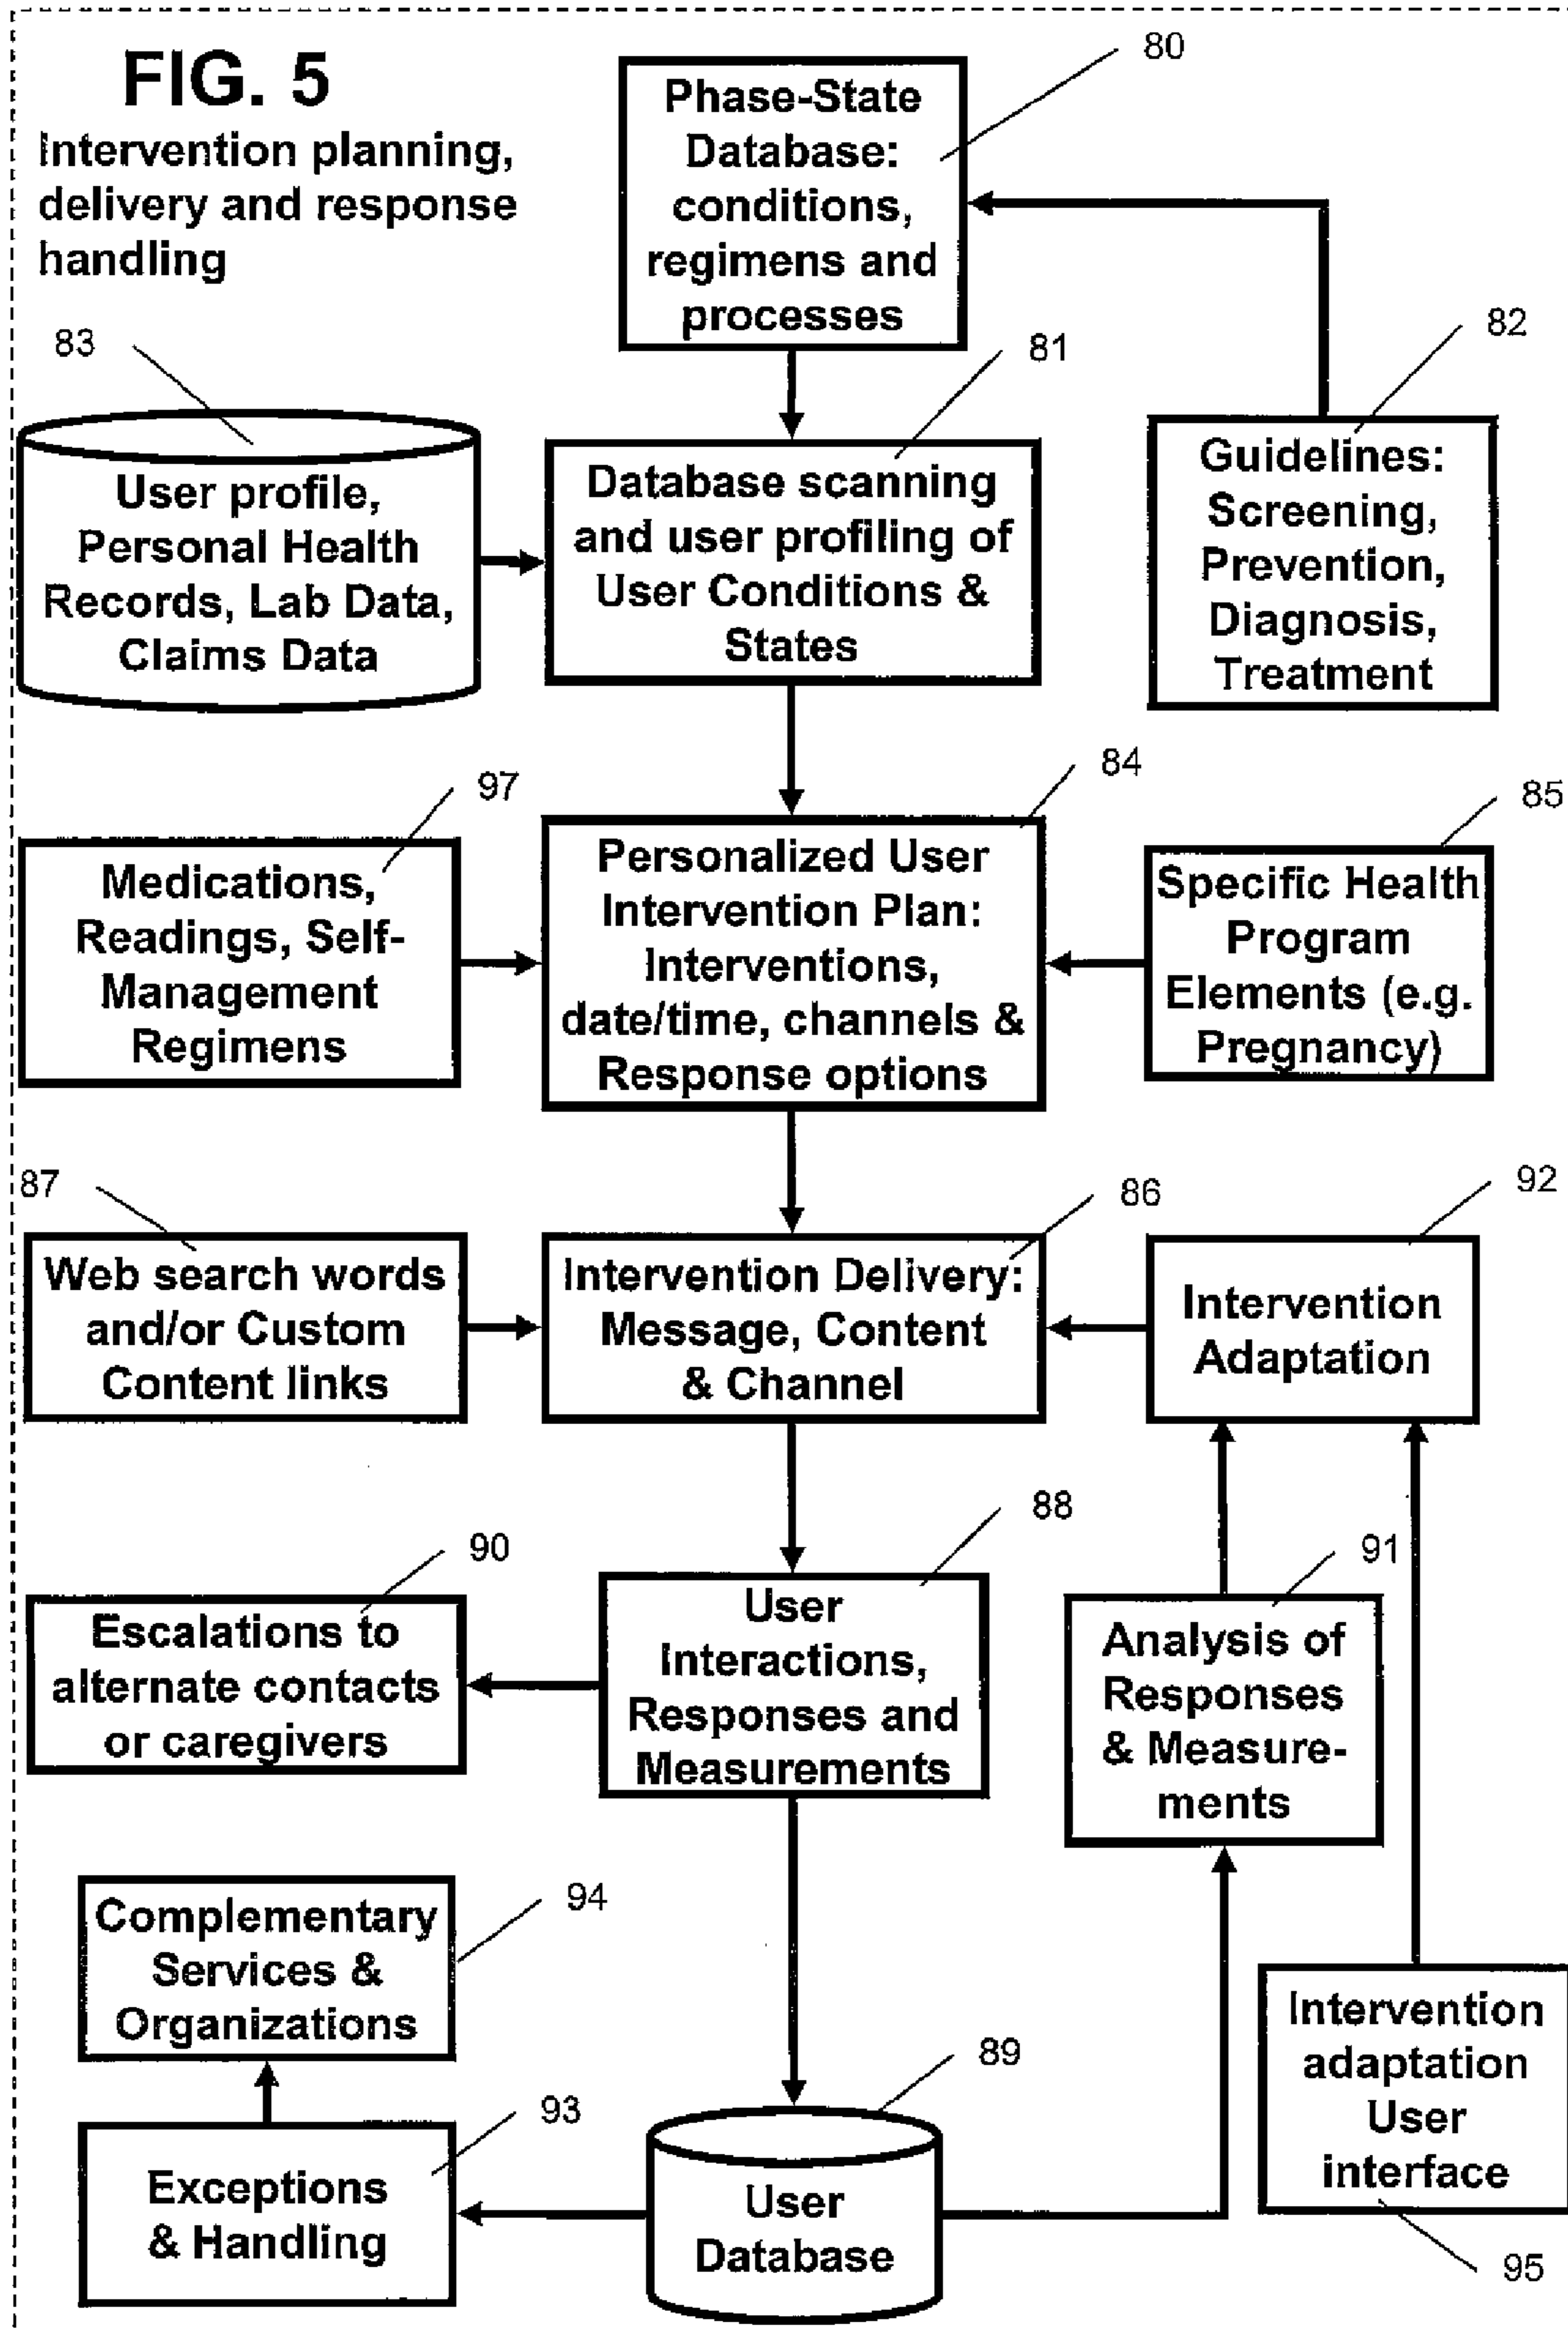 FIG. 5
Intervention planning,
delivery and response
handling
80
Phase-State
Database:
conditions,
regimens and
processes
83
81
82
User profile,
Personal Health
Records, Lab Data,
Claims Data
Database scanning
and user profiling of
User Conditions &
States
Guidelines:
Screening,
Prevention,
Diagnosis,
Treatment
97
84
85
Medications,
Readings, Self-
Management
Regimens
Personalized User
Intervention Plan:
Interventions,
date/time, channels &
Response options
Specific Health
Program
Elements (e.g.
Pregnancy)
87
86
92
Web search words
and/or Custom
Content links
Intervention Delivery:
Message, Content
& Channel
Intervention
Adaptation
90
88
91
Escalations to
alternate contacts
or caregivers
User
Interactions,
Responses and
Measurements
Analysis of
Responses
& Measure-
ments
94
Complementary
Services &
Organizations
Intervention
adaptation
User
interface
95
93
Exceptions
& Handling
89
User
Database